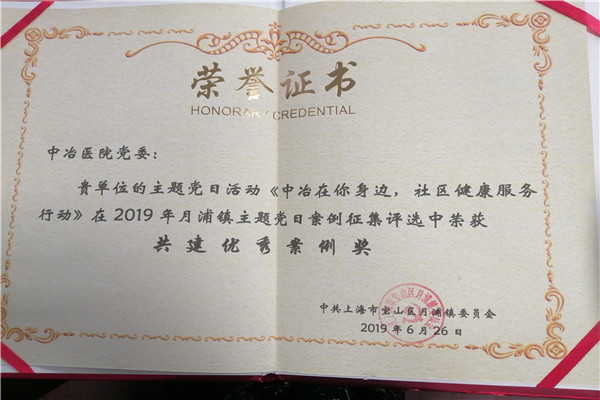 荣誉证书
HONORARY CREDENTIAL
中冶医院党委：
贵单位的主题党日活动《中冶在你身边，社区健康服务
行动》在2019年月浦镇主题党日案例征集评选中荣获
共建优秀案例奖
中共上海市宝山区月浦镇委员会
2019年6月26日